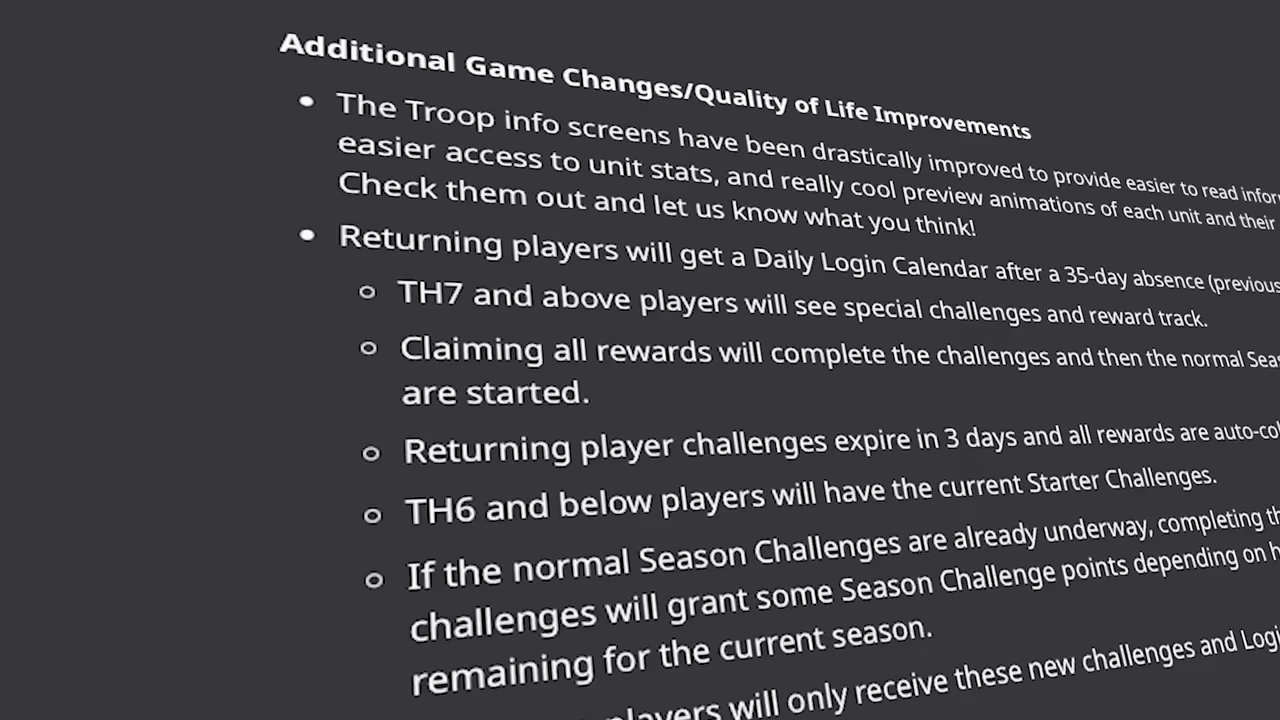 Additional Game Changes/Quality of Life Improvements
• The Troop info screens have been drastically improved to provide easier to read
easier access to unit stats, and really cool preview animations of each unit and their
Check them out and let us know what you think!
• Returning players will get a Daily Login Calendar after a 35-day absence
o TH7 and above players will see special challenges and reward track.
o Claiming all rewards will complete the challenges and then the normal
are started.
o Returning player challenges expire in 3 days and all rewards are
o TH6 and below players will have the current Starter Challenges.
o If the normal Season Challenges are already underway, completing
challenges will grant some Season Challenge points depending on
remaining for the current season.
players will only receive these new challenges and